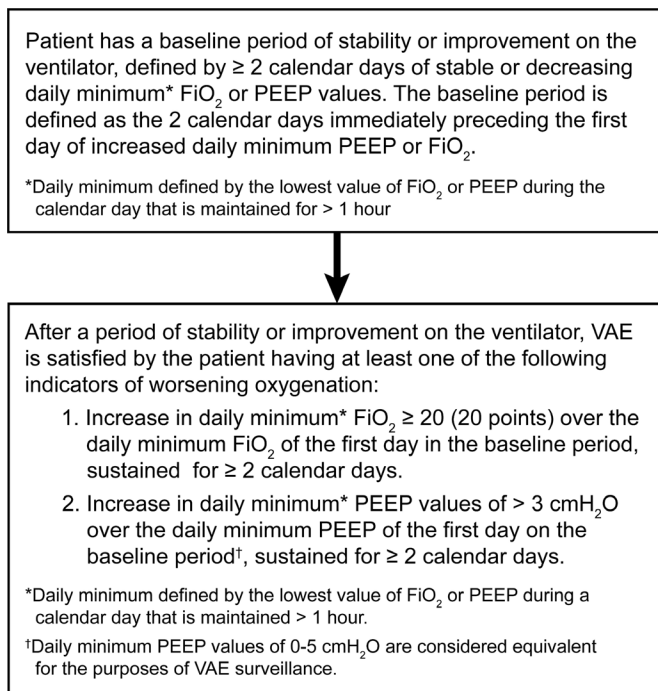 Patient has a baseline period of stability or improvement on the
ventilator, defined by ≥ 2 calendar days of stable or decreasing
daily minimum* FiO₂ or PEEP values. The baseline period is
defined as the 2 calendar days immediately preceding the first
day of increased daily minimum PEEP or FiO₂.
*Daily minimum defined by the lowest value of FiO₂ or PEEP during the
calendar day that is maintained for > 1 hour
After a period of stability or improvement on the ventilator, VAE
is satisfied by the patient having at least one of the following
indicators of worsening oxygenation:
1. Increase in daily minimum* FiO₂ ≥ 20 (20 points) over the
daily minimum FiO₂ of the first day in the baseline period,
sustained for ≥ 2 calendar days.
2. Increase in daily minimum* PEEP values of > 3 cmH₂O
over the daily minimum PEEP of the first day on the
baseline period†, sustained for ≥ 2 calendar days.
*Daily minimum defined by the lowest value of FiO₂ or PEEP during a
calendar day that is maintained > 1 hour.
†Daily minimum PEEP values of 0-5 cmH₂O are considered equivalent
for the purposes of VAE surveillance.